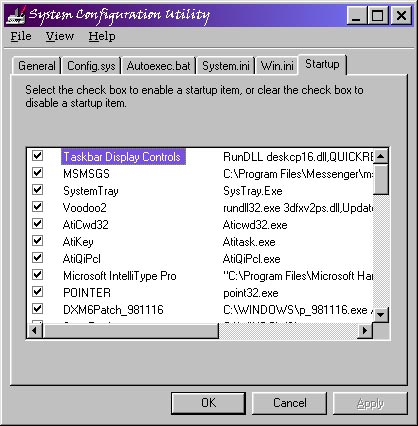 System Configuration Utility
File View Help
General Config.sys Autoexec.bat System.ini Win.ini Startup
Select the check box to enable a startup item, or clear the check box to
disable a startup item.
Taskbar Display Controls RunDLL deskcp16.dll,QUICKRE
MSMSGS C:\Program Files\Messenger\ms
SystemTray SysTray.Exe
Voodoo2 rundll32.exe 3dfxv2ps.dll,Update
AtiCwd32 Aticwd32.exe
AtiKey Atitask.exe
AtiQiPcl AtiQiPcl.exe
Microsoft IntelliType Pro "C:\Program Files\Microsoft Har
POINTER point32.exe
DXM6Patch_981116 C:\WINDOWS\p_981116.exe
OK Cancel Apply